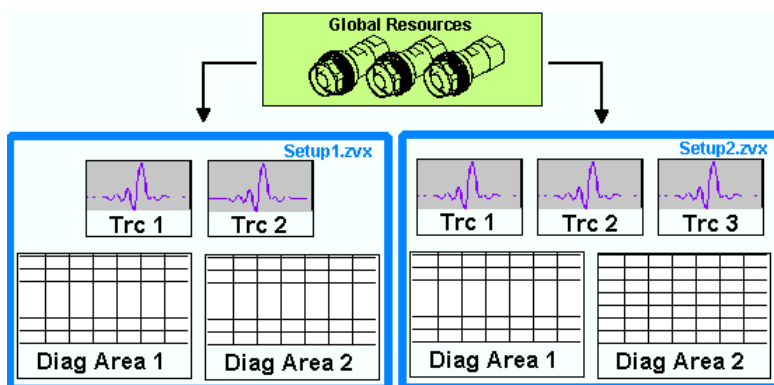 Global Resources
Setup1.zvx
Trc 1
Trc 2
Diag Area 1
Diag Area 2
Setup2.zvx
Trc 1
Trc 2
Trc 3
Diag Area 1
Diag Area 2